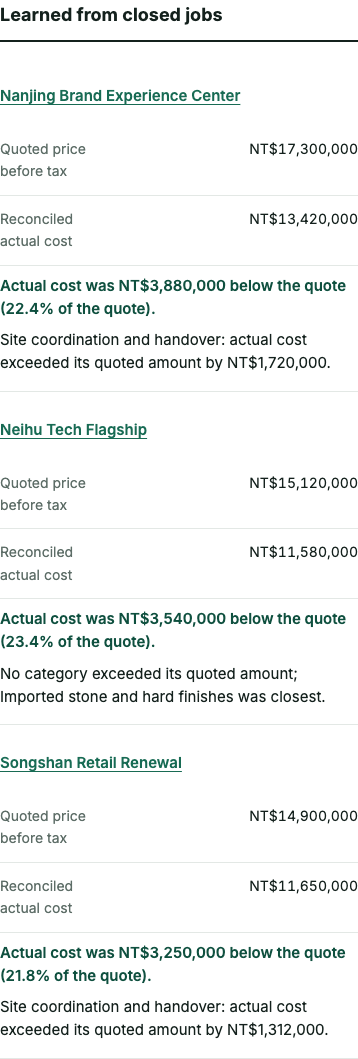 Learned from closed jobs
Nanjing Brand Experience Center
Quoted price NT$17,300,000
before tax
Reconciled NT$13,420,000
actual cost
Actual cost was NT$3,880,000 below the quote
(22.4% of the quote).
Site coordination and handover: actual cost
exceeded its quoted amount by NT$1,720,000.
Neihu Tech Flagship
Quoted price NT$15,120,000
before tax
Reconciled NT$11,580,000
actual cost
Actual cost was NT$3,540,000 below the quote
(23.4% of the quote).
No category exceeded its quoted amount;
Imported stone and hard finishes was closest.
Songshan Retail Renewal
Quoted price NT$14,900,000
before tax
Reconciled NT$11,650,000
actual cost
Actual cost was NT$3,250,000 below the quote
(21.8% of the quote).
Site coordination and handover: actual cost
exceeded its quoted amount by NT$1,312,000.